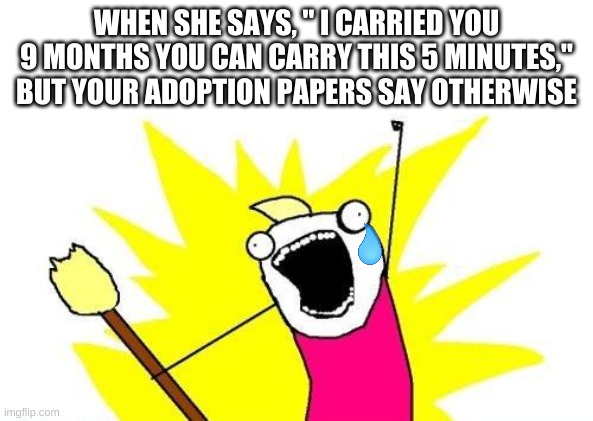 WHEN SHE SAYS, " I CARRIED YOU
9 MONTHS YOU CAN CARRY THIS 5 MINUTES,"
BUT YOUR ADOPTION PAPERS SAY OTHERWISE
imgflip.com